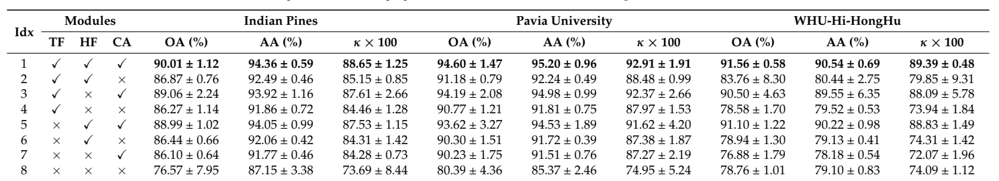 Idx Modules Indian Pines Pavia University WHU-Hi-HongHu
TF HF CA OA (%) AA (%) κ × 100 OA (%) AA (%) κ × 100 OA (%) AA (%) κ × 100
1 ✓ ✓ ✓ 90.01 ± 1.12 94.36 ± 0.59 88.65 ± 1.25 94.60 ± 1.47 95.20 ± 0.96 92.91 ± 1.91 91.56 ± 0.58 90.54 ± 0.69 89.39 ± 0.48
2 ✓ ✓ × 86.87 ± 0.76 92.49 ± 0.46 85.15 ± 0.85 91.18 ± 0.79 92.24 ± 0.49 88.48 ± 0.99 83.76 ± 8.30 80.44 ± 2.75 79.85 ± 9.31
3 ✓ × ✓ 89.06 ± 2.24 93.92 ± 1.16 87.61 ± 2.66 94.19 ± 2.08 94.98 ± 0.99 92.37 ± 2.66 90.50 ± 4.63 89.55 ± 6.35 88.09 ± 5.78
4 ✓ × × 86.27 ± 1.14 91.86 ± 0.72 84.46 ± 1.28 90.77 ± 1.21 91.81 ± 0.75 87.97 ± 1.53 78.58 ± 1.70 79.52 ± 0.53 73.94 ± 1.84
5 × ✓ ✓ 88.99 ± 1.02 94.05 ± 0.99 87.53 ± 1.15 93.62 ± 3.27 94.53 ± 1.89 91.62 ± 4.20 91.10 ± 1.22 90.22 ± 0.98 88.83 ± 1.49
6 × ✓ × 86.44 ± 0.66 92.06 ± 0.42 84.31 ± 1.42 90.30 ± 1.51 91.72 ± 0.39 87.38 ± 1.87 78.94 ± 1.30 79.13 ± 0.41 74.31 ± 1.42
7 × × ✓ 86.10 ± 0.64 91.77 ± 0.46 84.28 ± 0.73 90.23 ± 1.75 91.51 ± 0.76 87.27 ± 2.19 76.88 ± 1.79 78.18 ± 0.54 72.07 ± 1.96
8 × × × 76.57 ± 7.95 87.15 ± 3.38 73.69 ± 8.44 80.39 ± 4.36 85.37 ± 2.46 74.95 ± 5.24 78.76 ± 1.01 79.10 ± 0.83 74.09 ± 1.12